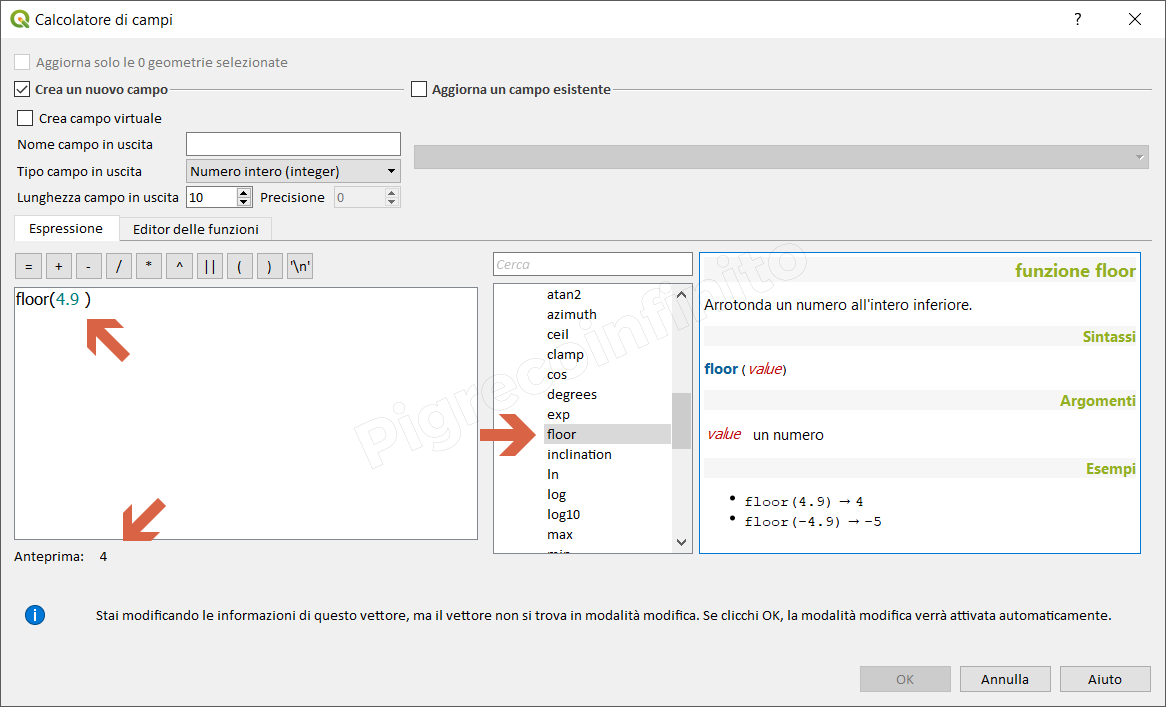 Calcolatore di campi
?
Aggiorna solo le 0 geometrie selezionate
Crea un nuovo campo
Aggiorna un campo esistente
Crea campo virtuale
Nome campo in uscita
Tipo campo in uscita
Numero intero (integer)
Lunghezza campo in uscita
10
Precisione
0
Espressione
Editor delle funzioni
=
+
-
/
*
^
||
(
)
'\n'
floor(4.9 )
Anteprima: 4
Cerca
atan2
azimuth
ceil
clamp
cos
degrees
exp
floor
inclination
ln
log
log10
max
min
funzione floor
Arrotonda un numero all'intero inferiore.
Sintassi
floor (value)
Argomenti
value un numero
Esempi
• floor(4.9) → 4
• floor(-4.9) → -5
Pigrecoinfinito
Stai modificando le informazioni di questo vettore, ma il vettore non si trova in modalità modifica. Se clicchi OK, la modalità modifica verrà attivata automaticamente.
OK
Annulla
Aiuto